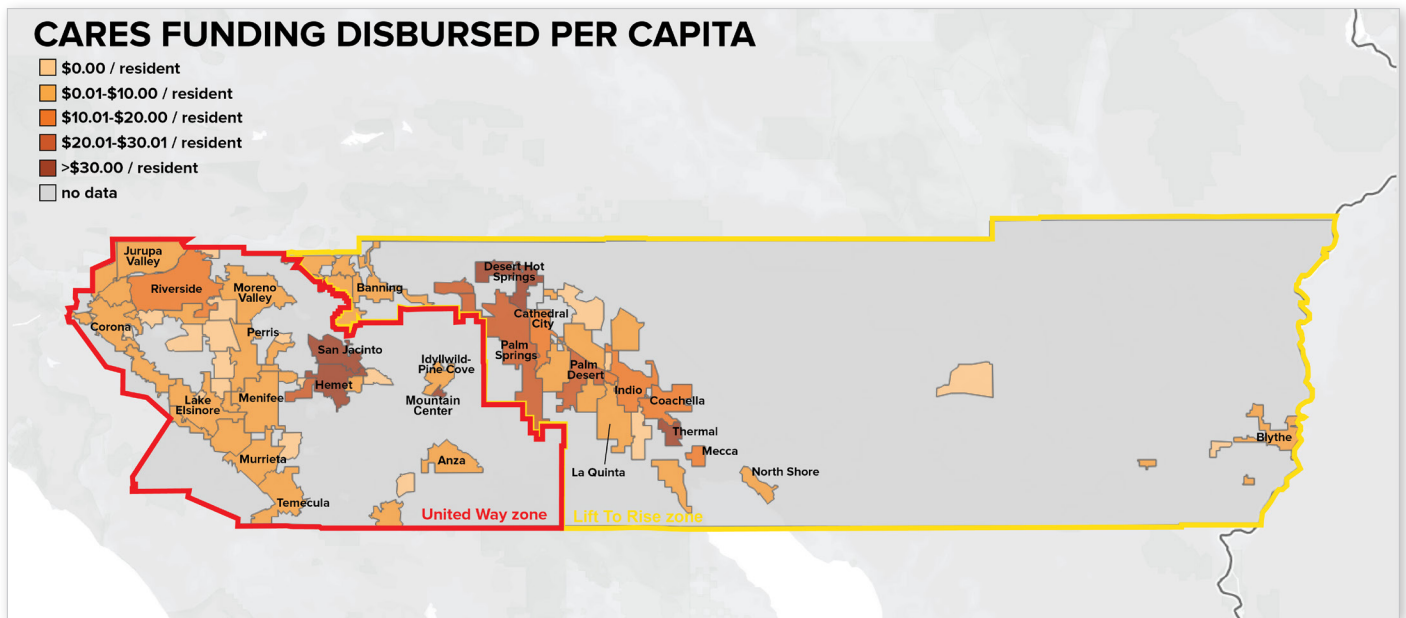 CARES FUNDING DISBURSED PER CAPITA
$0.00 / resident
$0.01-$10.00 / resident
$10.01-$20.00 / resident
$20.01-$30.01 / resident
>$30.00 / resident
no data
Jurupa
Valley
Riverside
Moreno
Valley
Banning
Desert Hot
Springs
Corona
Perris
Cathedral
City
San Jacinto
Palm
Springs
Idyllwild-
Pine Cove
Palm
Desert
Hemet
Indio
Lake
Elsinore
Menifee
Mountain
Center
Coachella
Thermal
Blythe
Murrieta
Anza
Mecca
La Quinta
North Shore
Temecula
United Way zone
Lift To Rise zone